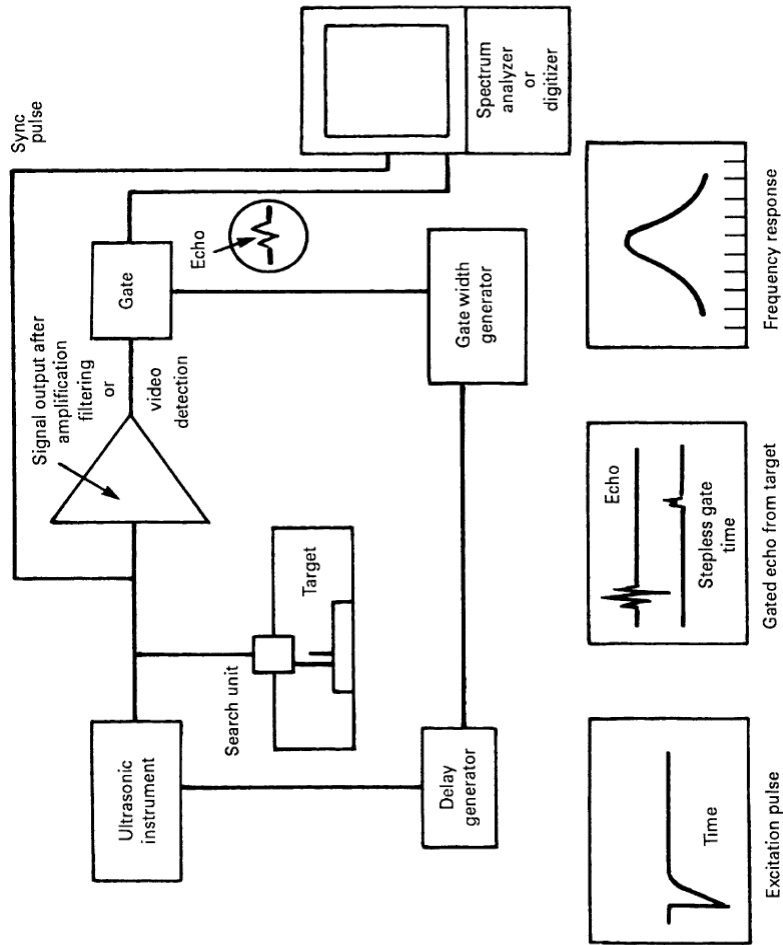 Sync
pulse
Signal output after
amplification
filtering
or
video
detection
Gate
Echo
Spectrum
analyzer
or
digitizer
Ultrasonic
instrument
Search unit
Target
Delay
generator
Gate width
generator
Time
Excitation pulse
Echo
Stepless gate
time
Gated echo from target
Frequency response